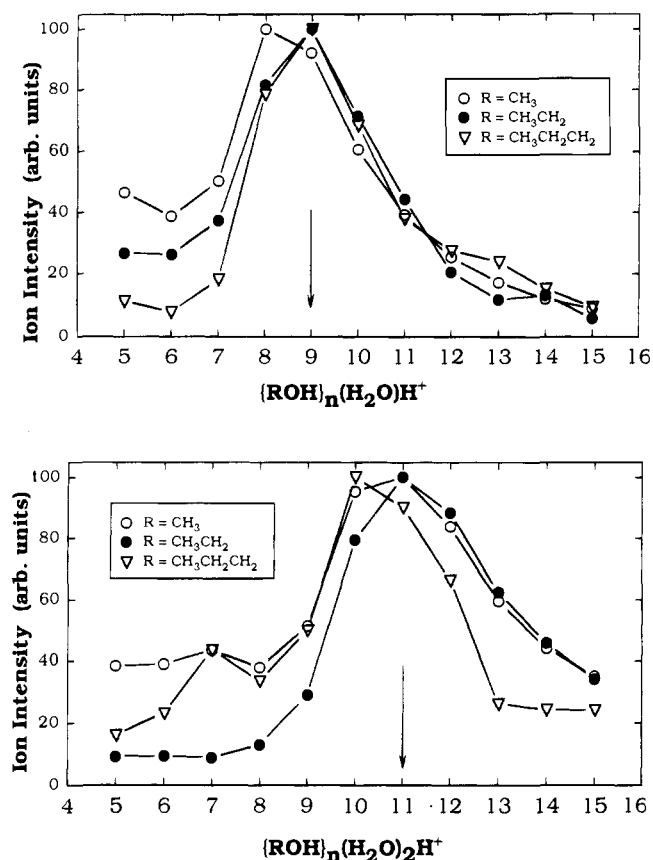 Ion Intensity (arb. units)
100
80
60
40
20
0
R = CH₃
R = CH₃CH₂
R = CH₃CH₂CH₂
4 5 6 7 8 9 10 11 12 13 14 15 16
{ROH}ₙ(H₂O)H⁺
Ion Intensity (arb. units)
100
80
60
40
20
0
R = CH₃
R = CH₃CH₂
R = CH₃CH₂CH₂
4 5 6 7 8 9 10 11 12 13 14 15 16
{ROH}ₙ(H₂O)₂H⁺